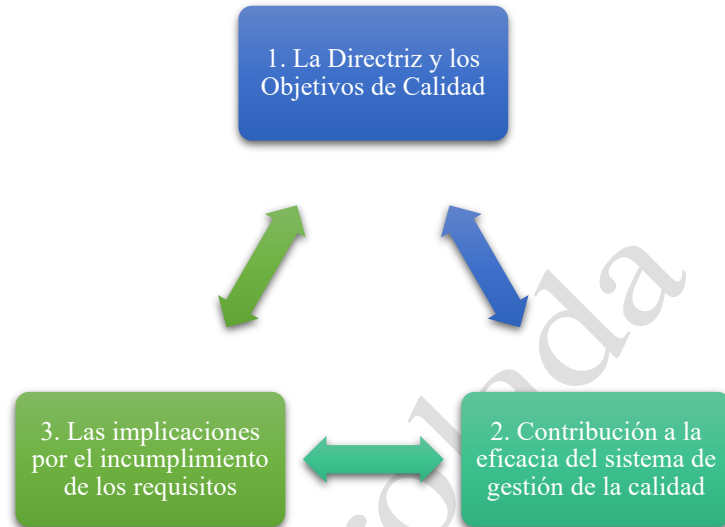 1. La Directriz y los
Objetivos de Calidad
3. Las implicaciones
por el incumplimiento
de los requisitos
2. Contribución a la
eficacia del sistema de
gestión de la calidad